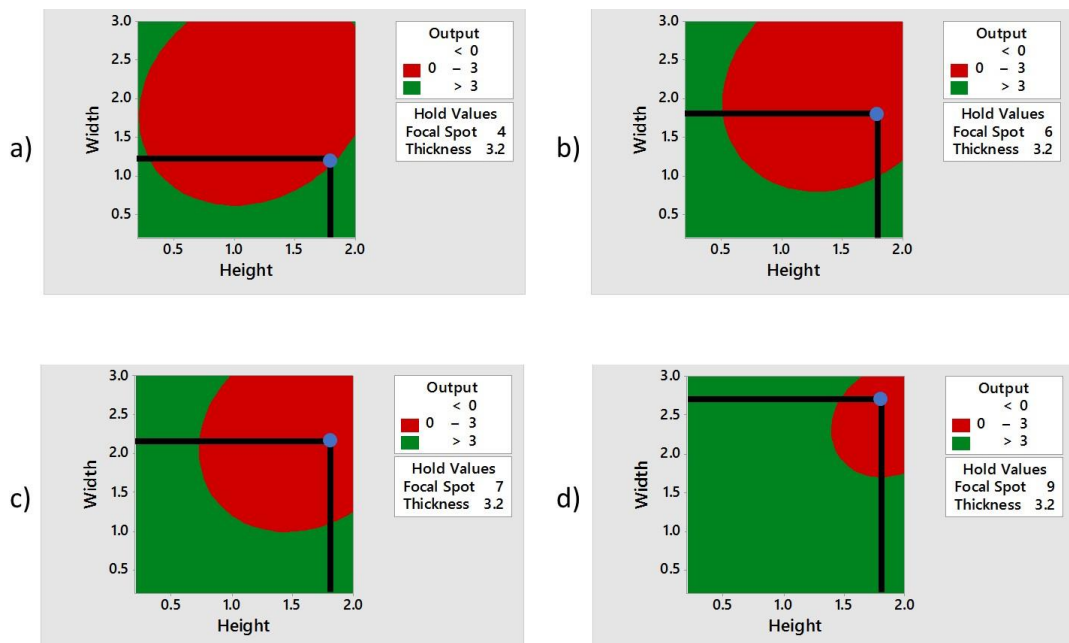 a)
Width
3.0
2.5
2.0
1.5
1.0
0.5
0.5 1.0 1.5 2.0
Height
Output
< 0
0 – 3
> 3
Hold Values
Focal Spot 4
Thickness 3.2
b)
Width
3.0
2.5
2.0
1.5
1.0
0.5
0.5 1.0 1.5 2.0
Height
Output
< 0
0 – 3
> 3
Hold Values
Focal Spot 6
Thickness 3.2
c)
Width
3.0
2.5
2.0
1.5
1.0
0.5
0.5 1.0 1.5 2.0
Height
Output
< 0
0 – 3
> 3
Hold Values
Focal Spot 7
Thickness 3.2
d)
Width
3.0
2.5
2.0
1.5
1.0
0.5
0.5 1.0 1.5 2.0
Height
Output
< 0
0 – 3
> 3
Hold Values
Focal Spot 9
Thickness 3.2